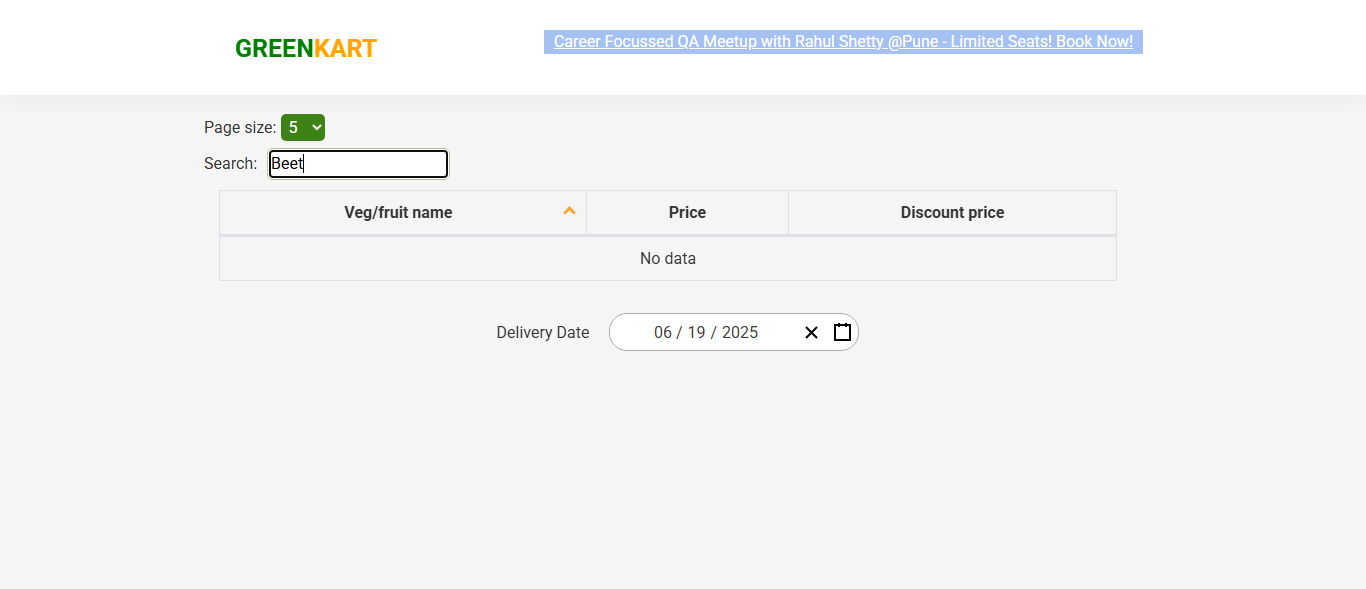 GREENKART
Career Focussed QA Meetup with Rahul Shetty @Pune - Limited Seats! Book Now!
Page size: 5
Search: Beet
Veg/fruit name Price Discount price
No data
Delivery Date 06 / 19 / 2025